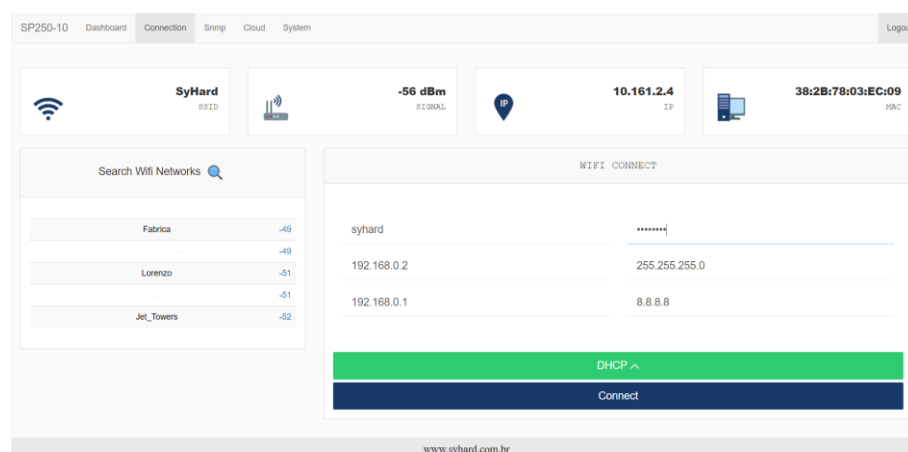 SP250-10 Dashboard Connection Snmp Cloud System
SyHard
SSID
-56 dBm
SIGNAL
IP
10.161.2.4
IP
38:2B:78:03:EC:09
MAC
Search Wifi Networks
Fabrica -49
-49
Lorenzo -51
-51
Jet_Towers -52
WIFI CONNECT
syhard ••••••••
192.168.0.2 255.255.255.0
192.168.0.1 8.8.8.8
DHCP
Connect
www.syhard.com.br